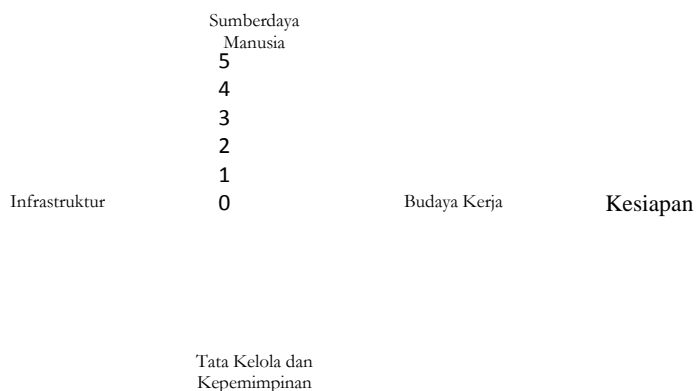 Sumberdaya
Manusia
5
4
3
2
1
Infrastruktur 0 Budaya Kerja Kesiapan
Tata Kelola dan
Kepemimpinan